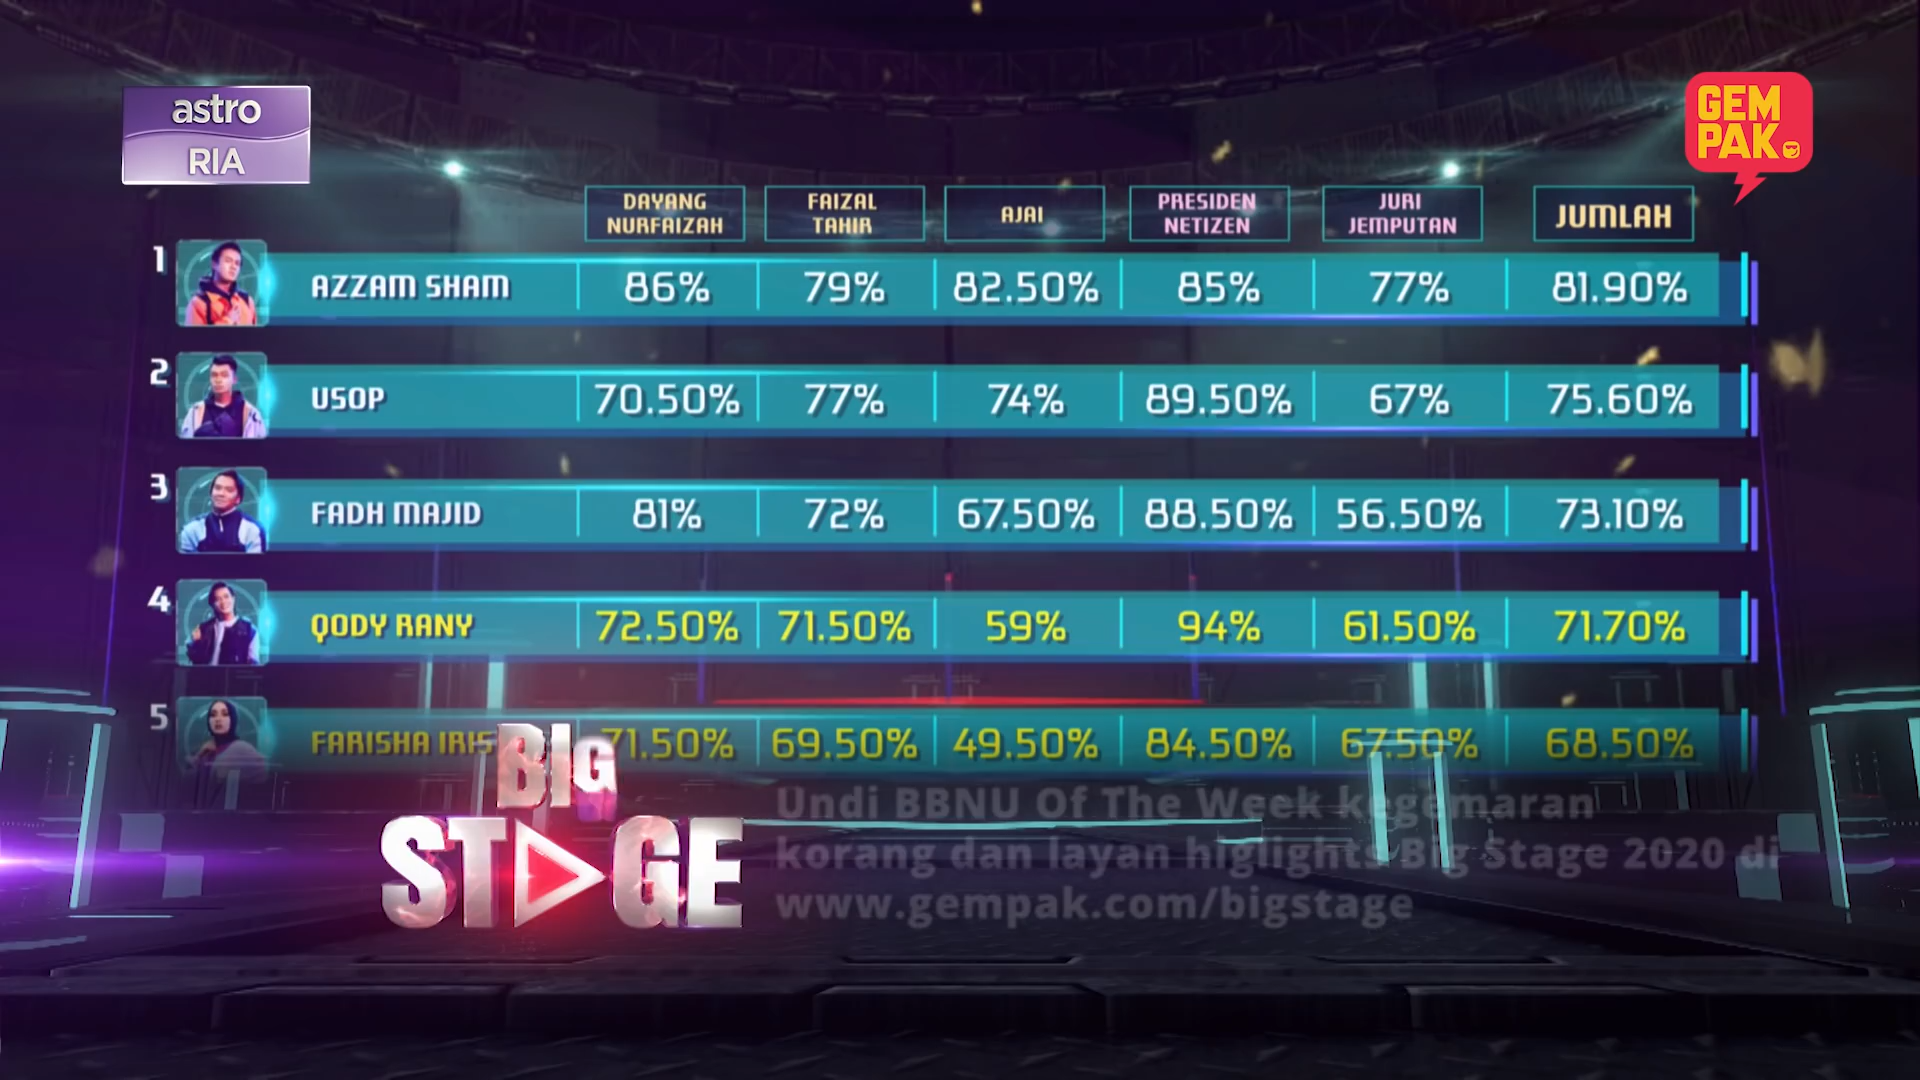 astro
RIA
GEM
PAK
DAYANG
NURFAIZAH
FAIZAL
TAHIR
AJAI
PRESIDEN
NETIZEN
JURI
JEMPUTAN
JUMLAH
1 AZZAM SHAM 86% 79% 82.50% 85% 77% 81.90%
2 USOP 70.50% 77% 74% 89.50% 67% 75.60%
3 FADH MAJID 81% 72% 67.50% 88.50% 56.50% 73.10%
4 QODY RANY 72.50% 71.50% 59% 94% 61.50% 71.70%
5 FARISHA IRIS 71.50% 69.50% 49.50% 84.50% 67.50% 68.50%
BIG
STAGE
Undi BBNU Of The Week kegemaran
korang dan layan higlights Big Stage 2020 di
www.gempak.com/bigstage